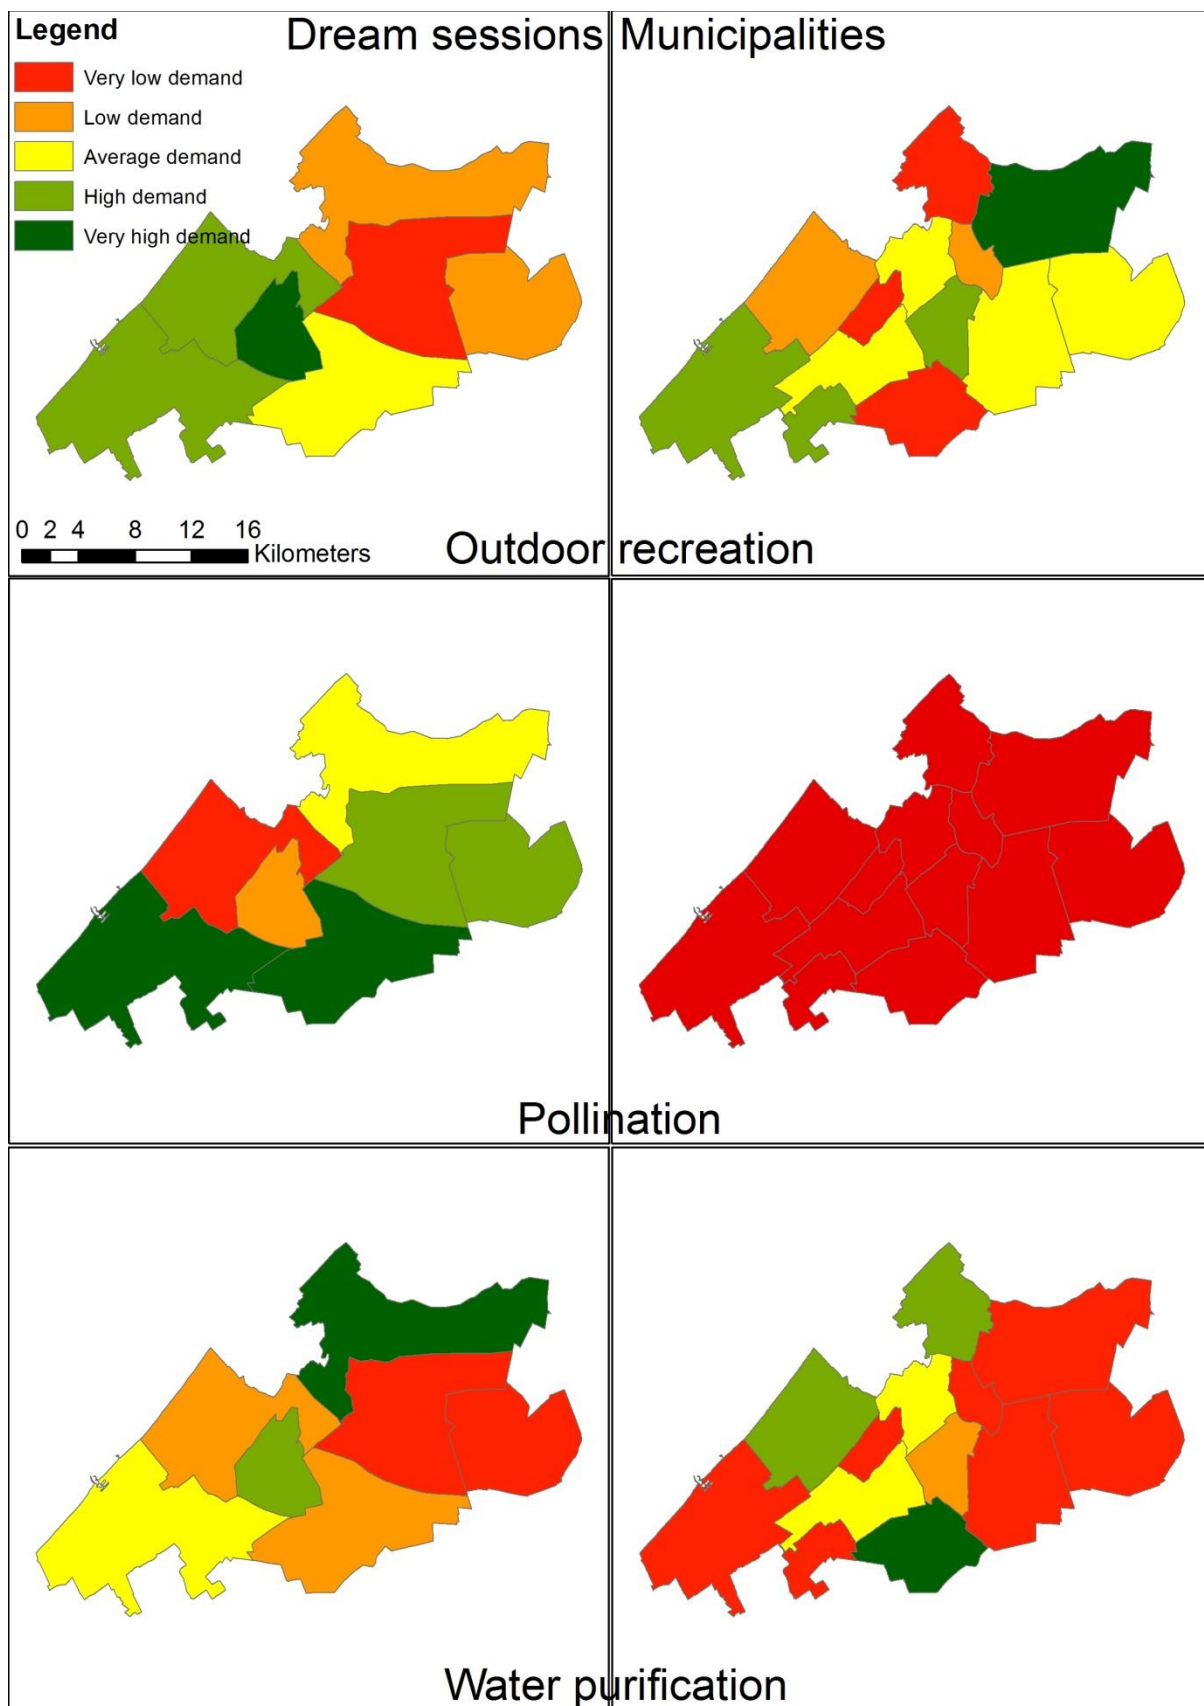 Legend
Dream sessions
Municipalities
Very low demand
Low demand
Average demand
High demand
Very high demand
0 2 4 8 12 16
Kilometers
Outdoor recreation
Pollination
Water purification